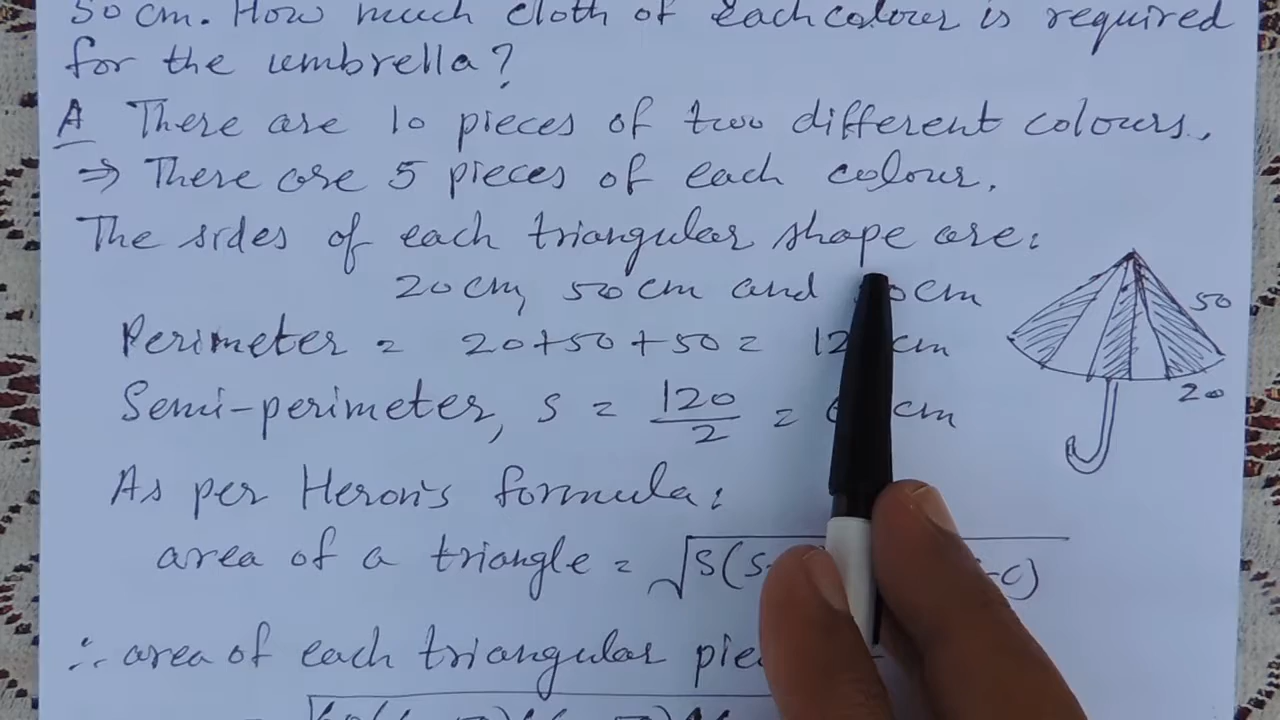 50 cm. How much cloth of each colour is required
for the umbrella?
A There are 10 pieces of two different colours.
⇒ There are 5 pieces of each colour.
The sides of each triangular shape are:
20cm, 50cm and 0cm
50
Perimeter = 20+50+50 = 12 cm
20
Semi-perimeter, s = 120/2 = cm
As per Heron's formula:
area of a triangle = √s(s- -c)
∴ area of each triangular